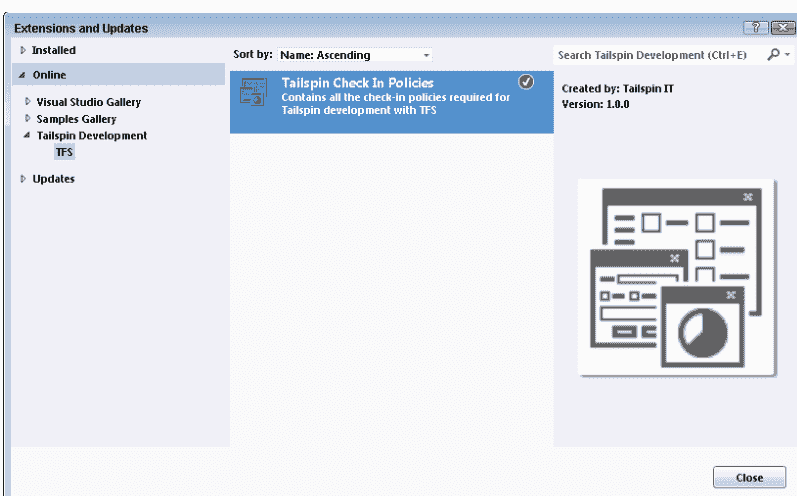 Extensions and Updates
Installed
Online
Visual Studio Gallery
Samples Gallery
Tailspin Development
TFS
Updates
Sort by: Name: Ascending
Tailspin Check In Policies
Contains all the check-in policies required for
Tailspin development with TFS
Search Tailspin Development (Ctrl+E)
Created by: Tailspin IT
Version: 1.0.0
Close